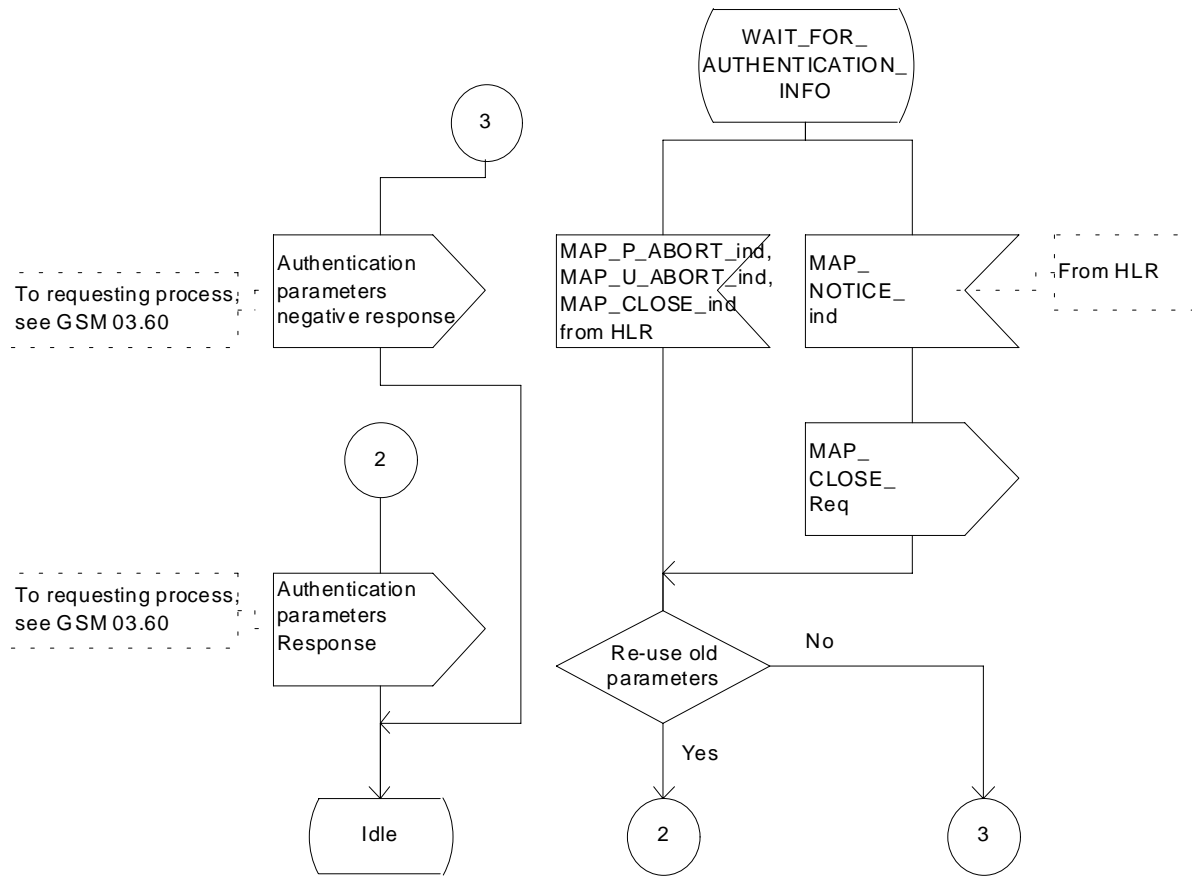 WAIT_FOR_
AUTHENTICATION_
INFO
3
Authentication
parameters
negative response
To requesting process,
see GSM 03.60
MAP_P_ABORT_ind,
MAP_U_ABORT_ind,
MAP_CLOSE_ind
from HLR
MAP_
NOTICE_
ind
From HLR
MAP_
CLOSE_
Req
2
Authentication
parameters
Response
To requesting process,
see GSM 03.60
Re-use old
parameters
No
Yes
Idle
2
3